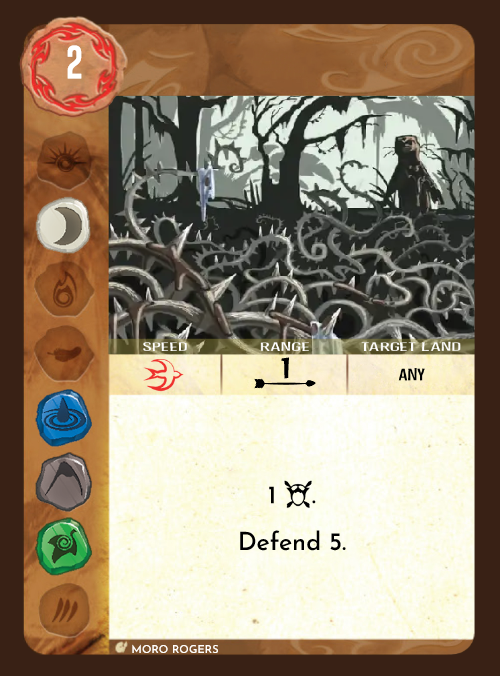 2
SPEED RANGE TARGET LAND
1 ANY
1 .
Defend 5.
MORO ROGERS